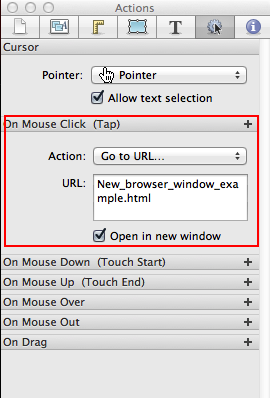 Actions
Cursor
Pointer: Pointer
Allow text selection
On Mouse Click (Tap) +
Action: Go to URL...
URL: New_browser_window_exa
mple.html
Open in new window
On Mouse Down (Touch Start) +
On Mouse Up (Touch End) +
On Mouse Over +
On Mouse Out +
On Drag +